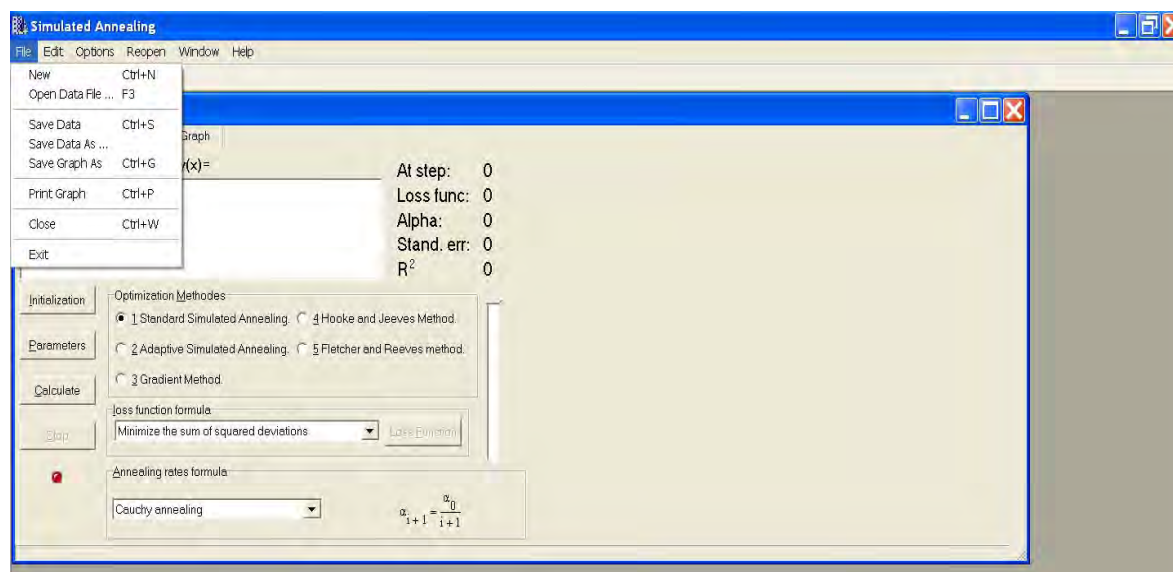 Simulated Annealing
File Edit Options Reopen Window Help
New Ctrl+N
Open Data File ... F3
Save Data Ctrl+S
Save Data As ...
Save Graph As Ctrl+G
Print Graph Ctrl+P
Close Ctrl+W
Exit
Graph
y(x)=
At step: 0
Loss func: 0
Alpha: 0
Stand. err: 0
R² 0
Initialization
Parameters
Calculate
Stop
Optimization Methodes
1 Standard Simulated Annealing. 4 Hooke and Jeeves Method.
2 Adaptive Simulated Annealing. 5 Fletcher and Reeves method.
3 Gradient Method.
loss function formula
Minimize the sum of squared deviations Loss Function
Annealing rates formula
Cauchy annealing
α_{i+1} = α_0 / (i+1)